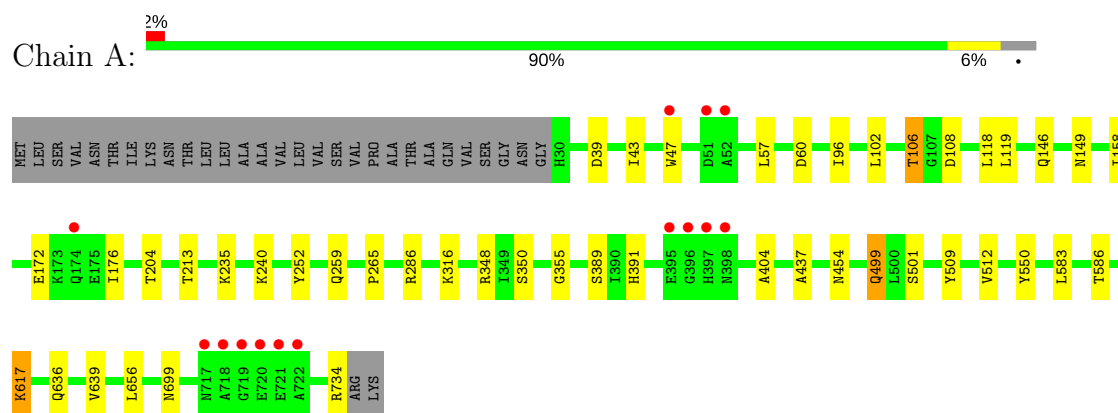 2%
Chain A:
90% 6% •
MET LEU SER VAL ASN THR ILE LYS ASN THR LEU LEU ALA ALA VAL LEU VAL SER VAL PRO ALA THR ALA GLN VAL SER GLY ASN GLY H30 D39 I43 W47 D51 A52 L57 D60 I96 L102 T106 G107 D108 L118 L119 Q146 N149 I158
E172 K173 Q174 E175 I176 T204 T213 K235 K240 Y252 Q259 P265 R286 K316 R348 I349 S350 G355 S389 I390 H391 E395 G396 H397 N398 A404 A437 N454 Q499 L500 S501 Y509 V512 Y550 L583 T586
K617 Q636 V639 L656 N699 N717 A718 G719 E720 E721 A722 R734 ARG LYS